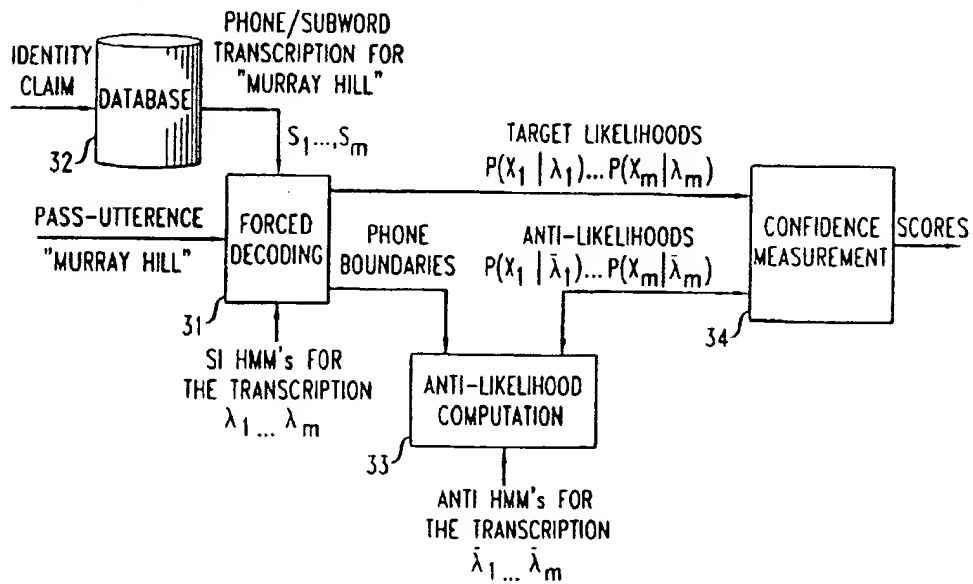 IDENTITY
CLAIM
DATABASE
32
PHONE/SUBWORD
TRANSCRIPTION FOR
"MURRAY HILL"
S1...,Sm
PASS-UTTERENCE
"MURRAY HILL"
FORCED
DECODING
31
SI HMM's FOR
THE TRANSCRIPTION
λ1... λm
PHONE
BOUNDARIES
TARGET LIKELIHOODS
P(X1 | λ1)... P(Xm | λm)
ANTI-LIKELIHOODS
P(X1 | λ̄1)... P(Xm | λ̄m)
CONFIDENCE
MEASUREMENT
34
SCORES
ANTI-LIKELIHOOD
COMPUTATION
33
ANTI HMM's FOR
THE TRANSCRIPTION
λ̄1... λ̄m